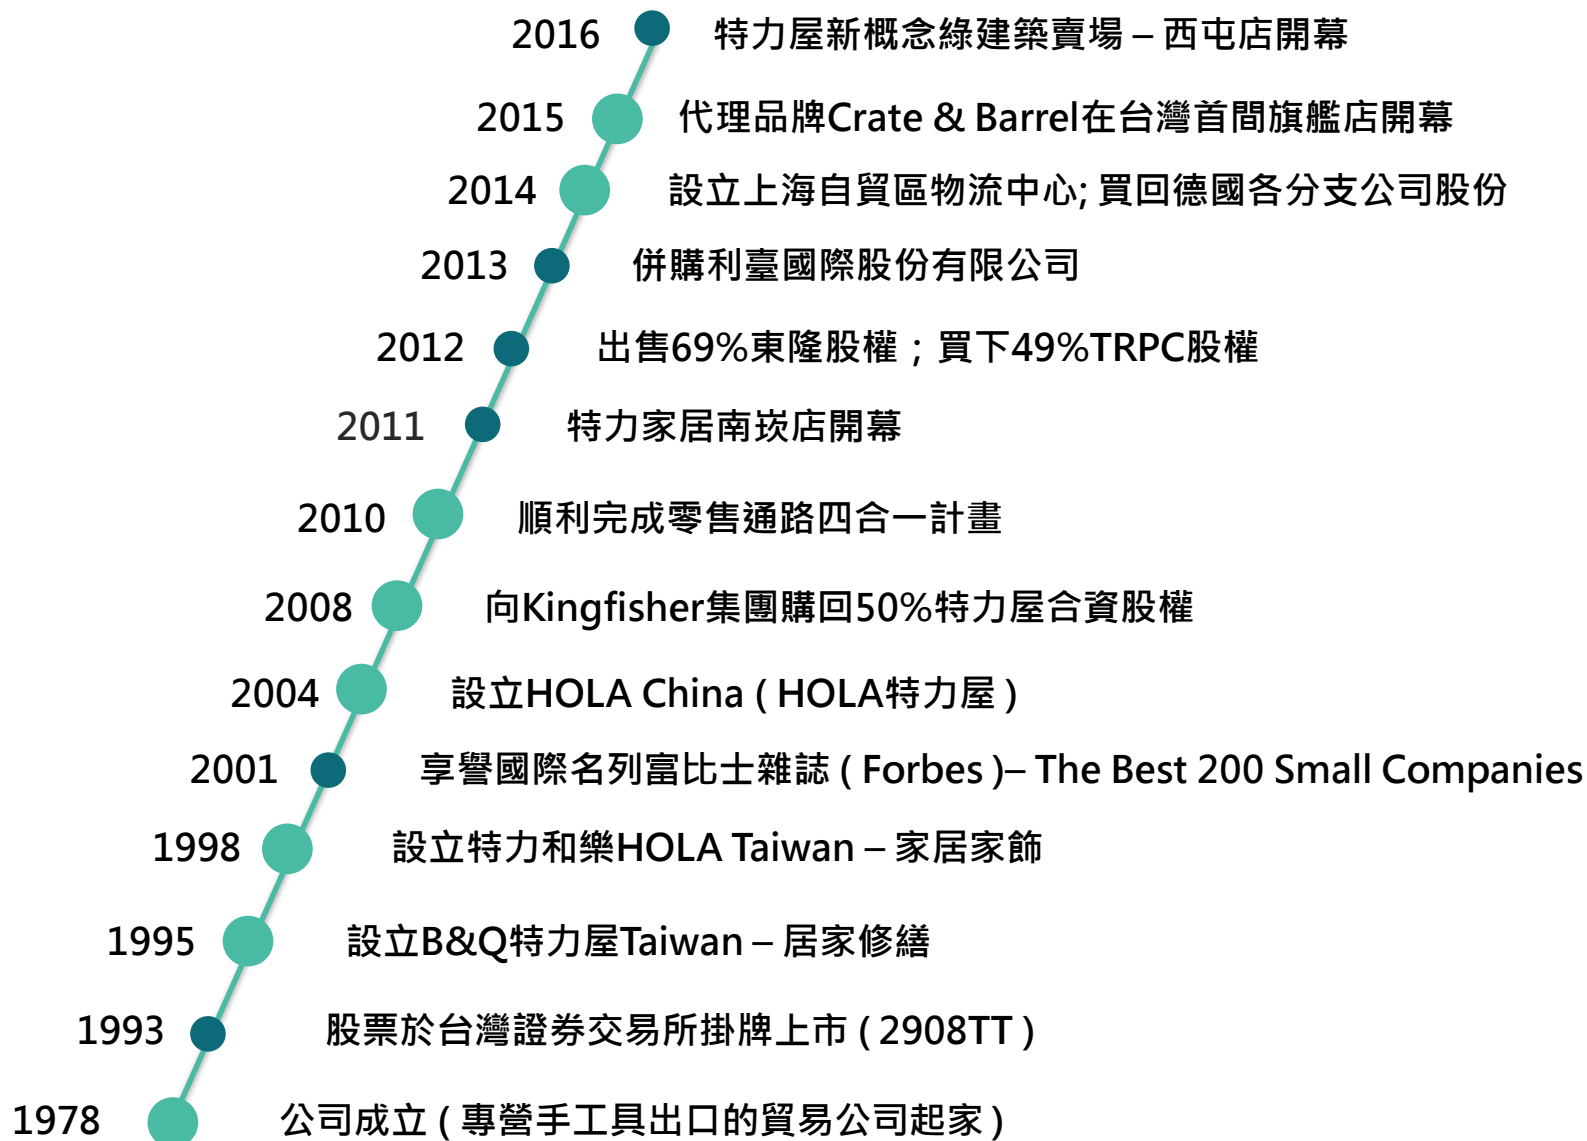 2016 特力屋新概念綠建築賣場 – 西屯店開幕
2015 代理品牌Crate & Barrel在台灣首間旗艦店開幕
2014 設立上海自貿區物流中心; 買回德國各分支公司股份
2013 併購利臺國際股份有限公司
2012 出售69%東隆股權；買下49%TRPC股權
2011 特力家居南崁店開幕
2010 順利完成零售通路四合一計畫
2008 向Kingfisher集團購回50%特力屋合資股權
2004 設立HOLA China ( HOLA特力屋 )
2001 享譽國際名列富比士雜誌 ( Forbes )– The Best 200 Small Companies
1998 設立特力和樂HOLA Taiwan – 家居家飾
1995 設立B&Q特力屋Taiwan – 居家修繕
1993 股票於台灣證券交易所掛牌上市 ( 2908TT )
1978 公司成立 ( 專營手工具出口的貿易公司起家 )